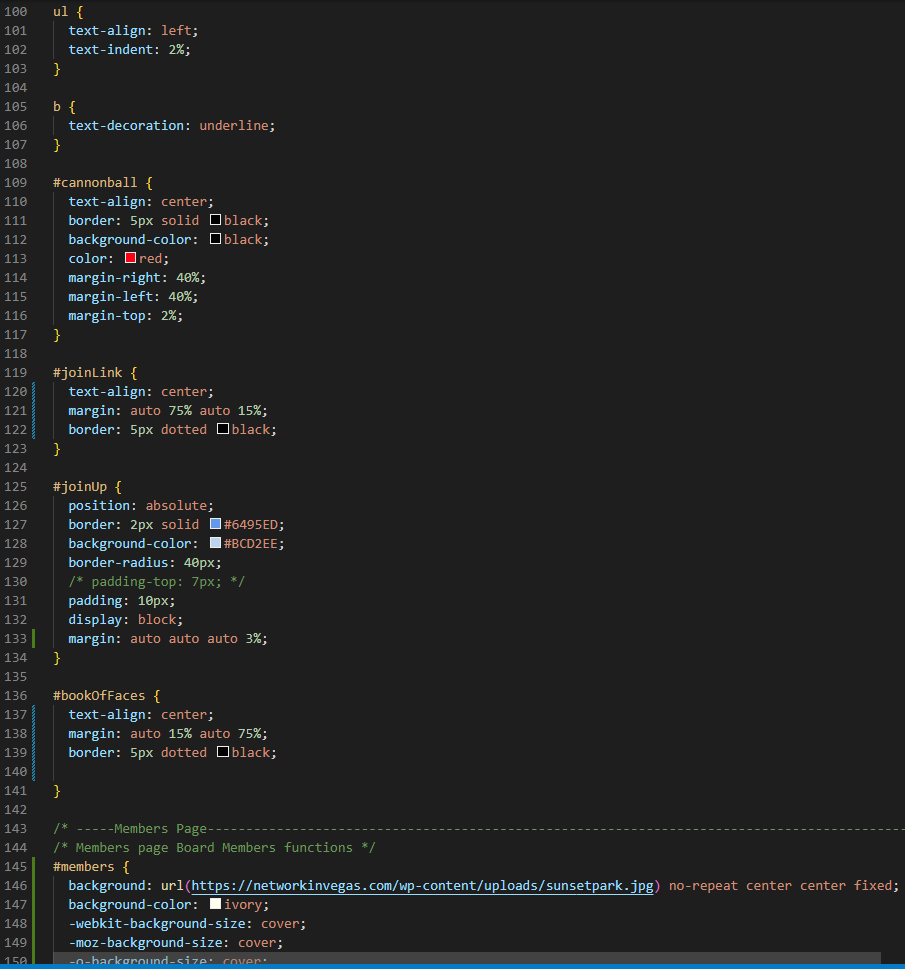 100 ul {
101 text-align: left;
102 text-indent: 2%;
103 }
104
105 b {
106 text-decoration: underline;
107 }
108
109 #cannonball {
110 text-align: center;
111 border: 5px solid black;
112 background-color: black;
113 color: red;
114 margin-right: 40%;
115 margin-left: 40%;
116 margin-top: 2%;
117 }
118
119 #joinLink {
120 text-align: center;
121 margin: auto 75% auto 15%;
122 border: 5px dotted black;
123 }
124
125 #joinUp {
126 position: absolute;
127 border: 2px solid #6495ED;
128 background-color: #BCD2EE;
129 border-radius: 40px;
130 /* padding-top: 7px; */
131 padding: 10px;
132 display: block;
133 margin: auto auto auto 3%;
134 }
135
136 #bookOfFaces {
137 text-align: center;
138 margin: auto 15% auto 75%;
139 border: 5px dotted black;
140
141 }
142
143 /* -----Members Page------------------------------------------------------------------------------------------
144 /* Members page Board Members functions */
145 #members {
146 background: url(https://networkinvegas.com/wp-content/uploads/sunsetpark.jpg) no-repeat center center fixed;
147 background-color: ivory;
148 -webkit-background-size: cover;
149 -moz-background-size: cover;
150 -o-background-size: cover;